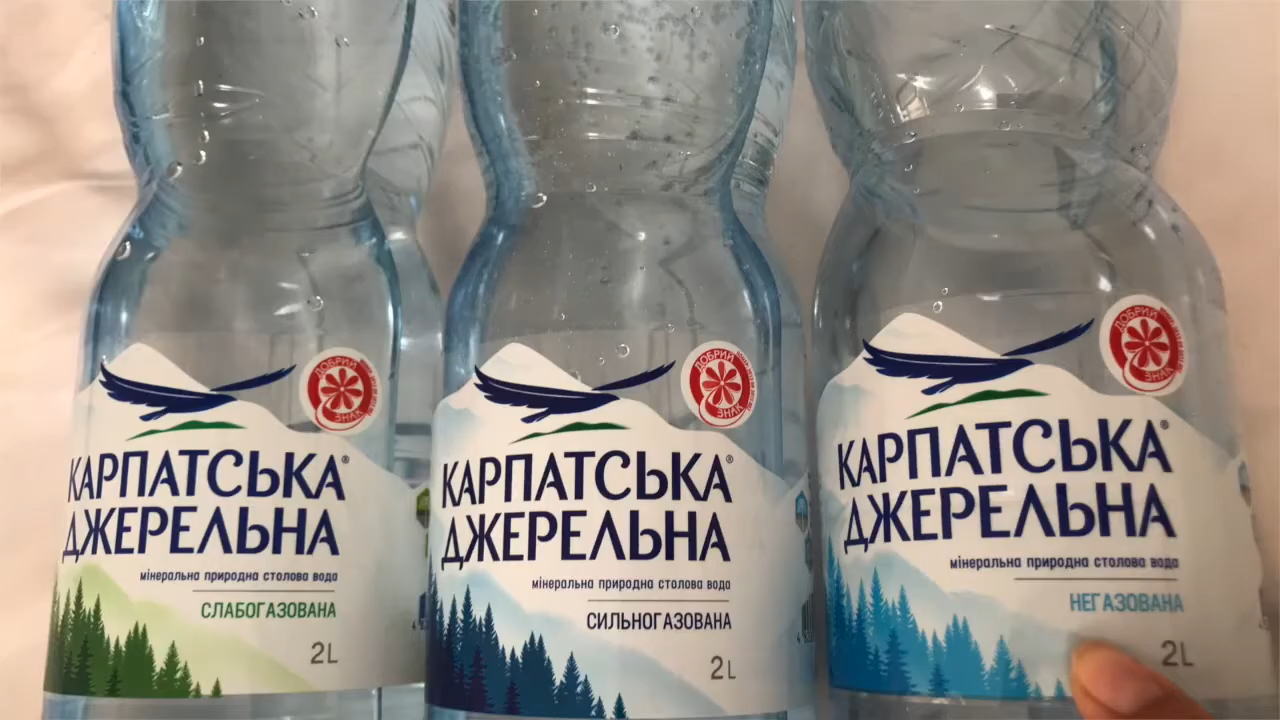 ДОБРИЙ
ЗНАК
КАРПАТСЬКА®
ДЖЕРЕЛЬНА
мінеральна природна столова вода
СЛАБОГАЗОВАНА
2L
ДОБРИЙ
ЗНАК
КАРПАТСЬКА®
ДЖЕРЕЛЬНА
мінеральна природна столова вода
СИЛЬНОГАЗОВАНА
2L
ДОБРИЙ
ЗНАК
КАРПАТСЬКА®
ДЖЕРЕЛЬНА
мінеральна природна столова вода
НЕГАЗОВАНА
2L